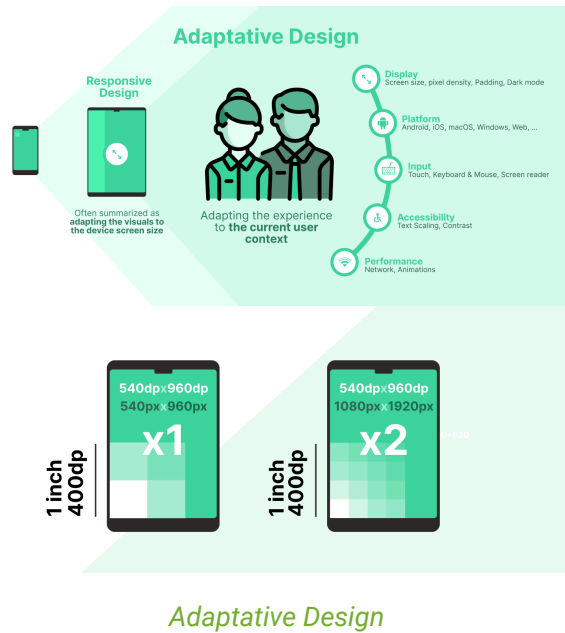 Adaptative Design
Responsive
Design
Often summarized as
adapting the visuals to
the device screen size
Adapting the experience
to the current user
context
Display
Screen size, pixel density, Padding, Dark mode
Platform
Android, iOS, macOS, Windows, Web, ...
Input
Touch, Keyboard & Mouse, Screen reader
Accessibility
Text Scaling, Contrast
Performance
Network, Animations
540dpx960dp
540pxx960px
x1
1 inch
400dp
540dpx960dp
1080pxx1920px
x2
1 inch
400dp
Adaptative Design